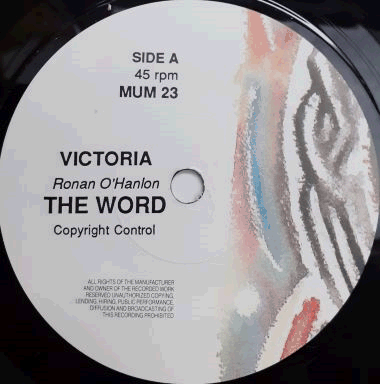 SIDE A
45 rpm
MUM 23
VICTORIA
Ronan O'Hanlon
THE WORD
Copyright Control
ALL RIGHTS OF THE MANUFACTURER
AND OWNER OF THE RECORDED WORK
RESERVED UNAUTHORIZED COPYING,
LENDING, HIRING, PUBLIC PERFORMANCE,
DIFFUSION AND BROADCASTING OF
THIS RECORDING PROHIBITED